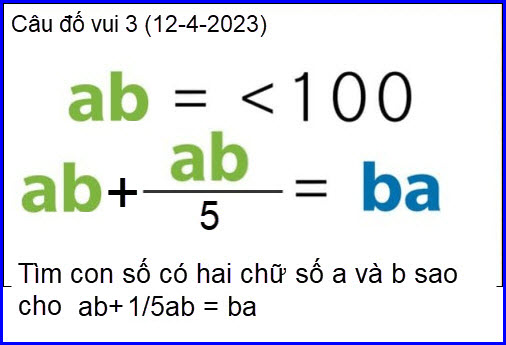 Câu đố vui 3 (12-4-2023)
ab = <100
ab+ ab/5 = ba
Tìm con số có hai chữ số a và b sao
cho ab+1/5ab = ba